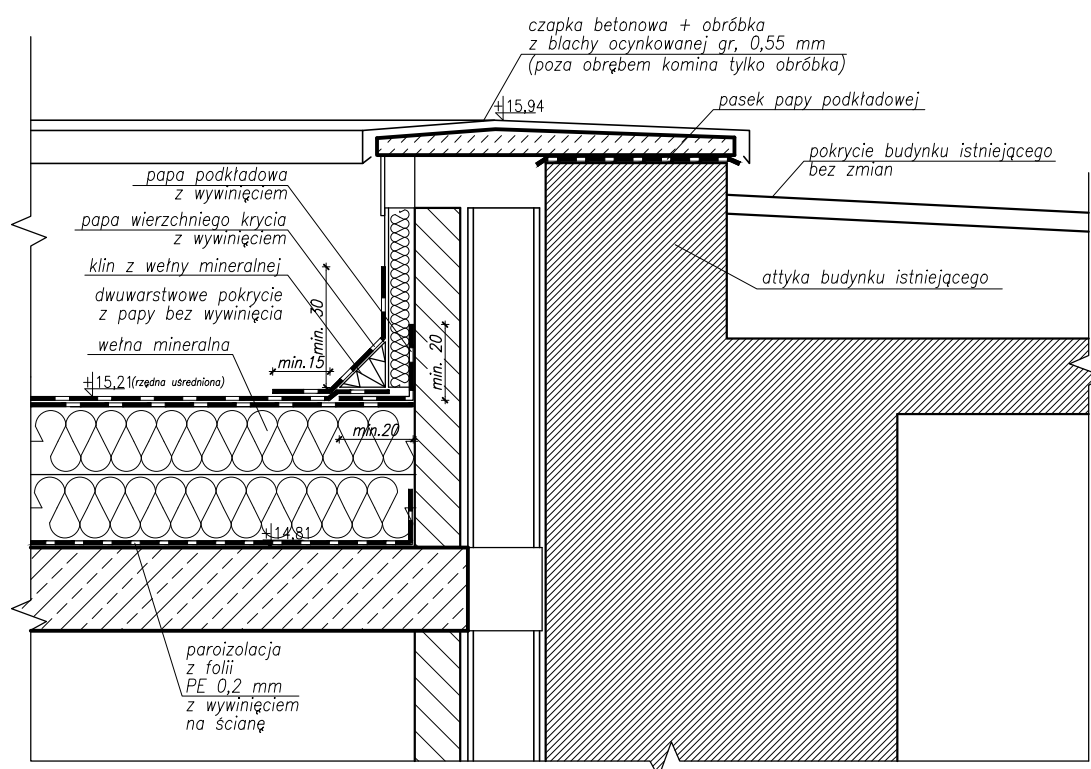 czapka betonowa + obróbka
z blachy ocynkowanej gr, 0,55 mm
(poza obrębem komina tylko obróbka)
+15,94
pasek papy podkładowej
pokrycie budynku istniejącego
bez zmian
papa podkładowa
z wywinięciem
papa wierzchniego krycia
z wywinięciem
klin z wełny mineralnej
attyka budynku istniejącego
dwuwarstwowe pokrycie
z papy bez wywinięcia
min. 30
wełna mineralna
min.15
min. 20
+15,21(rzędna uśredniona)
min.20
+14,81
paroizolacja
z folii
PE 0,2 mm
z wywinięciem
na ścianę